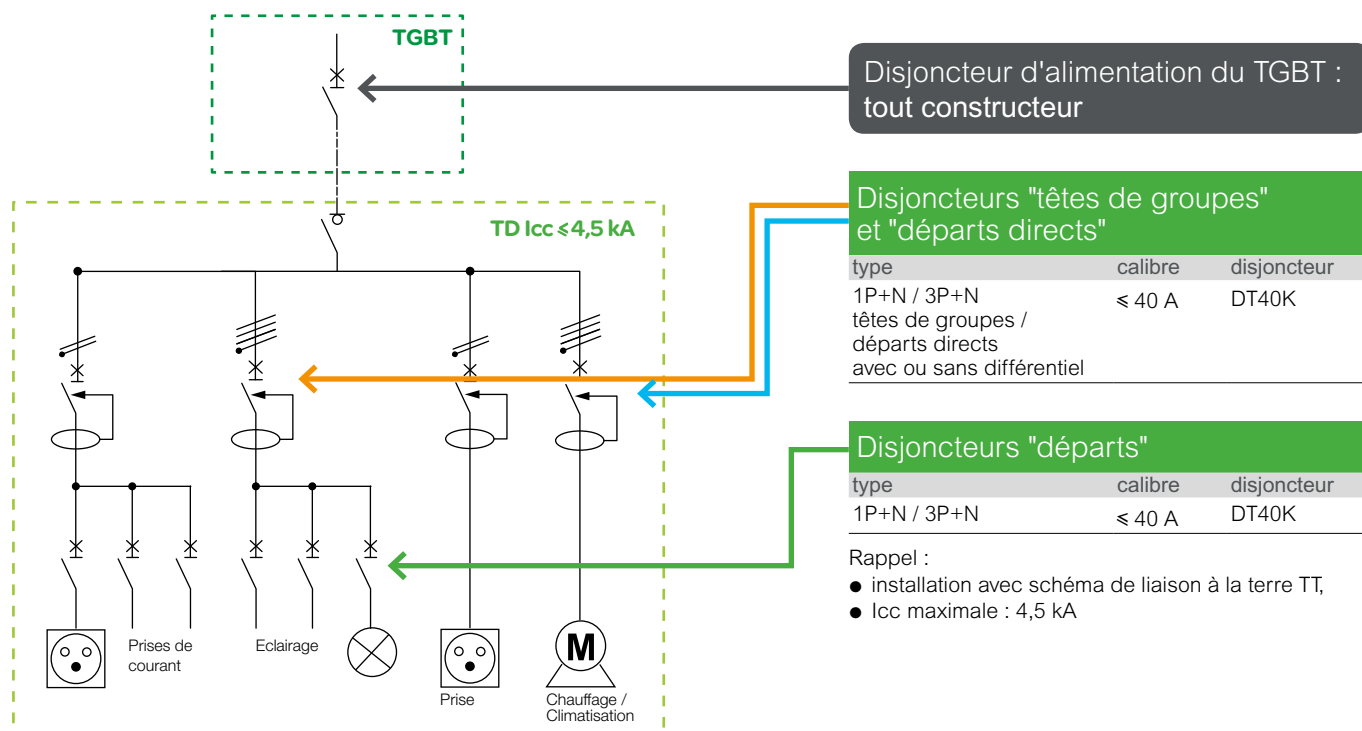 TGBT
Disjoncteur d'alimentation du TGBT :
tout constructeur
TD Icc ⩽ 4,5 kA
Disjoncteurs "têtes de groupes"
et "départs directs"
type calibre disjoncteur
1P+N / 3P+N ⩽ 40 A DT40K
têtes de groupes /
départs directs
avec ou sans différentiel
Disjoncteurs "départs"
type calibre disjoncteur
1P+N / 3P+N ⩽ 40 A DT40K
Rappel :
● installation avec schéma de liaison à la terre TT,
● Icc maximale : 4,5 kA
Prises de
courant
Eclairage
Prise
M
Chauffage /
Climatisation